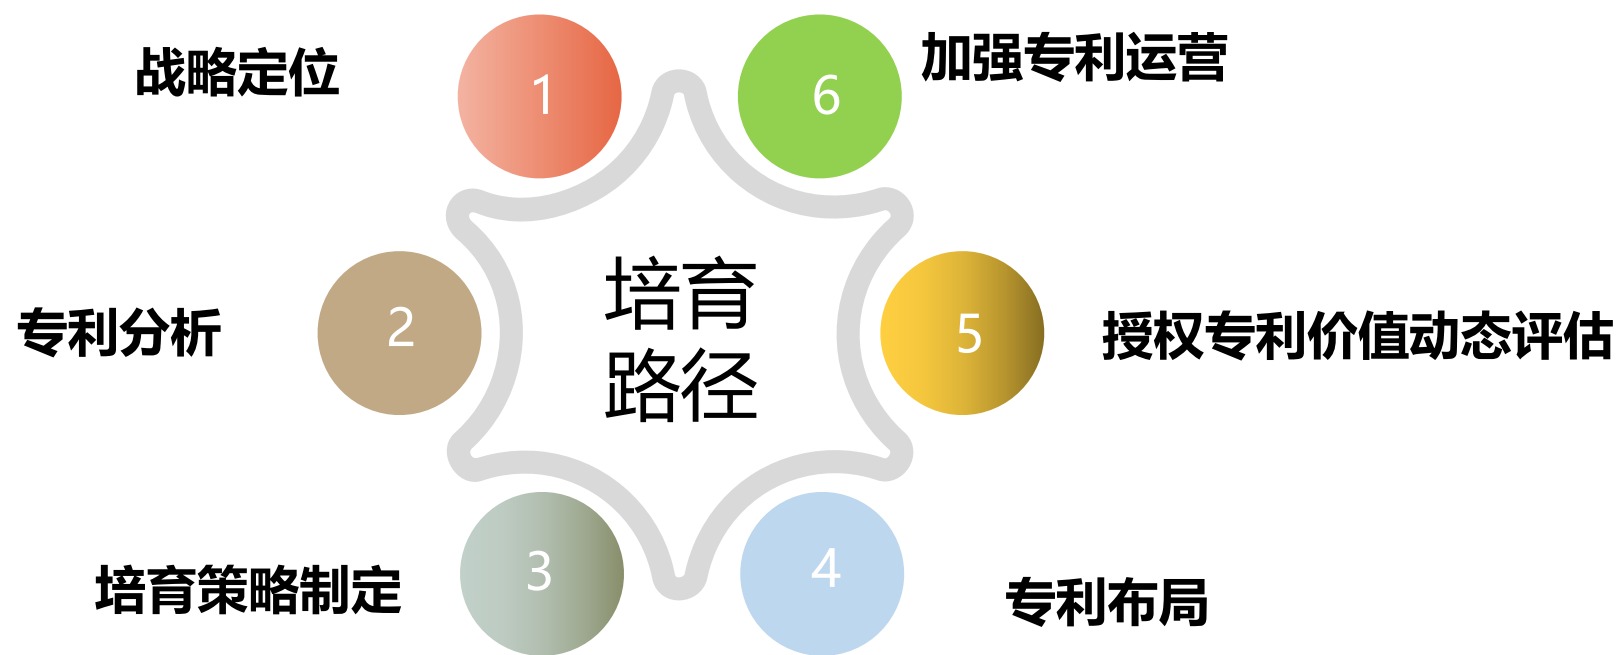 战略定位
1
6
加强专利运营
专利分析
2
培育
路径
5
授权专利价值动态评估
培育策略制定
3
4
专利布局